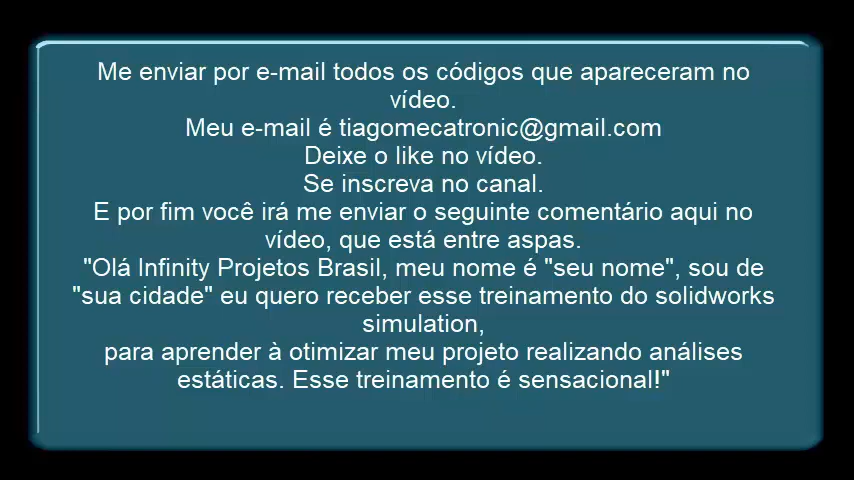 Me enviar por e-mail todos os códigos que apareceram no
vídeo.
Meu e-mail é tiagomecatronic@gmail.com
Deixe o like no vídeo.
Se inscreva no canal.
E por fim você irá me enviar o seguinte comentário aqui no
vídeo, que está entre aspas.
"Olá Infinity Projetos Brasil, meu nome é "seu nome", sou de
"sua cidade" eu quero receber esse treinamento do solidworks
simulation,
para aprender à otimizar meu projeto realizando análises
estáticas. Esse treinamento é sensacional!"